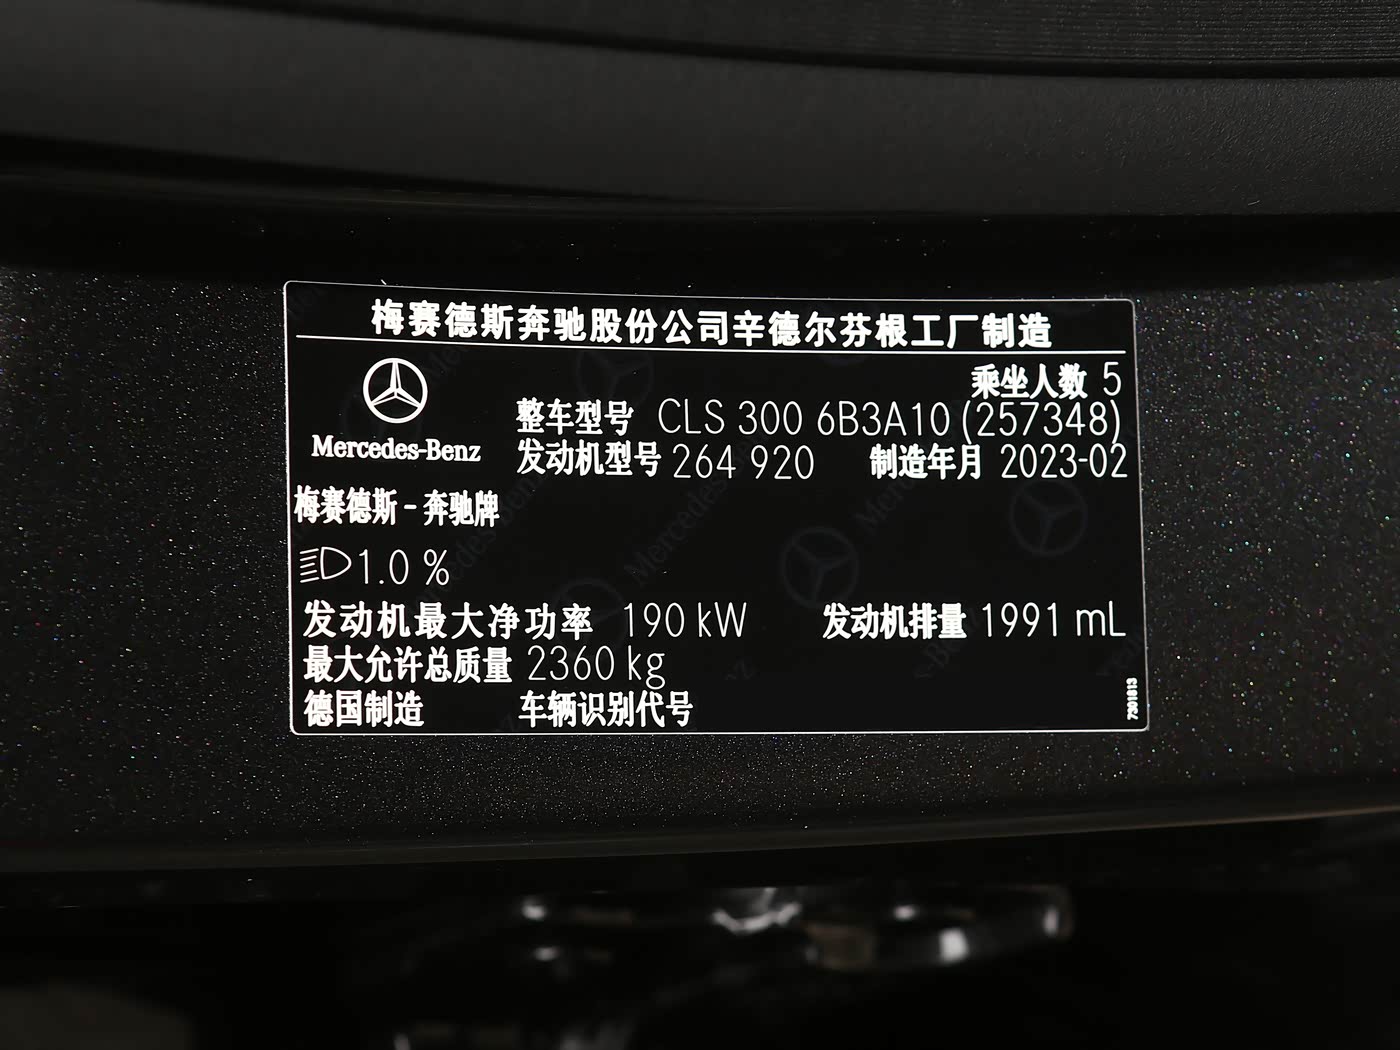 梅赛德斯奔驰股份公司辛德尔芬根工厂制造
乘坐人数 5
Mercedes-Benz
整车型号 CLS 300 6B3A10 (257348)
发动机型号 264 920 制造年月 2023-02
梅赛德斯-奔驰牌
1.0 %
发动机最大净功率 190 kW 发动机排量 1991 mL
最大允许总质量 2360 kg
德国制造 车辆识别代号
7301613